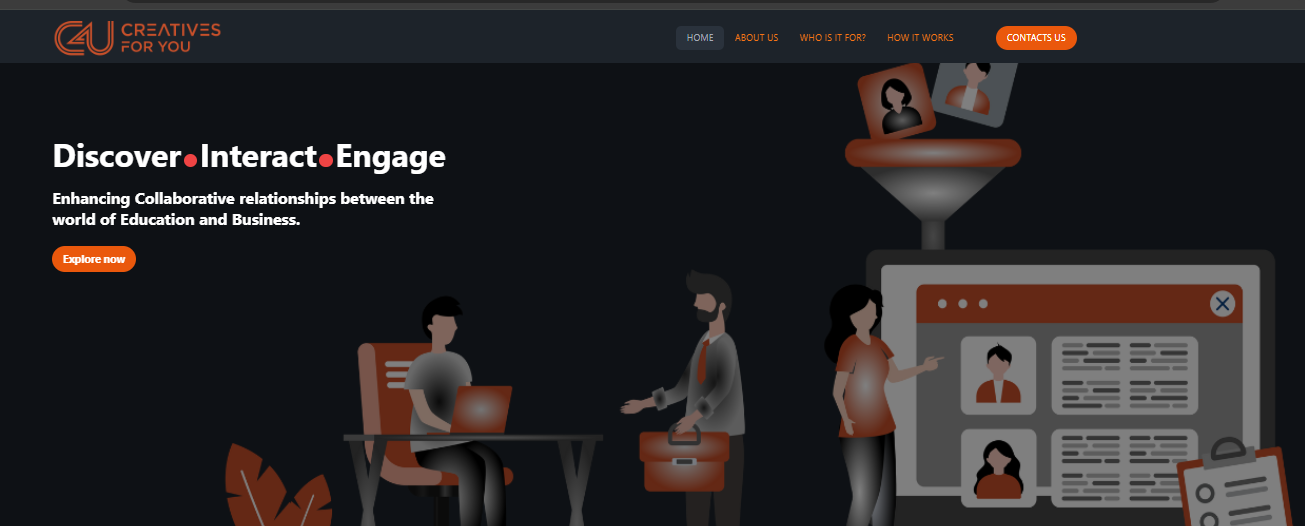 C4U CREATIVES
FOR YOU
HOME ABOUT US WHO IS IT FOR? HOW IT WORKS CONTACTS US
Discover●Interact●Engage
Enhancing Collaborative relationships between the
world of Education and Business.
Explore now